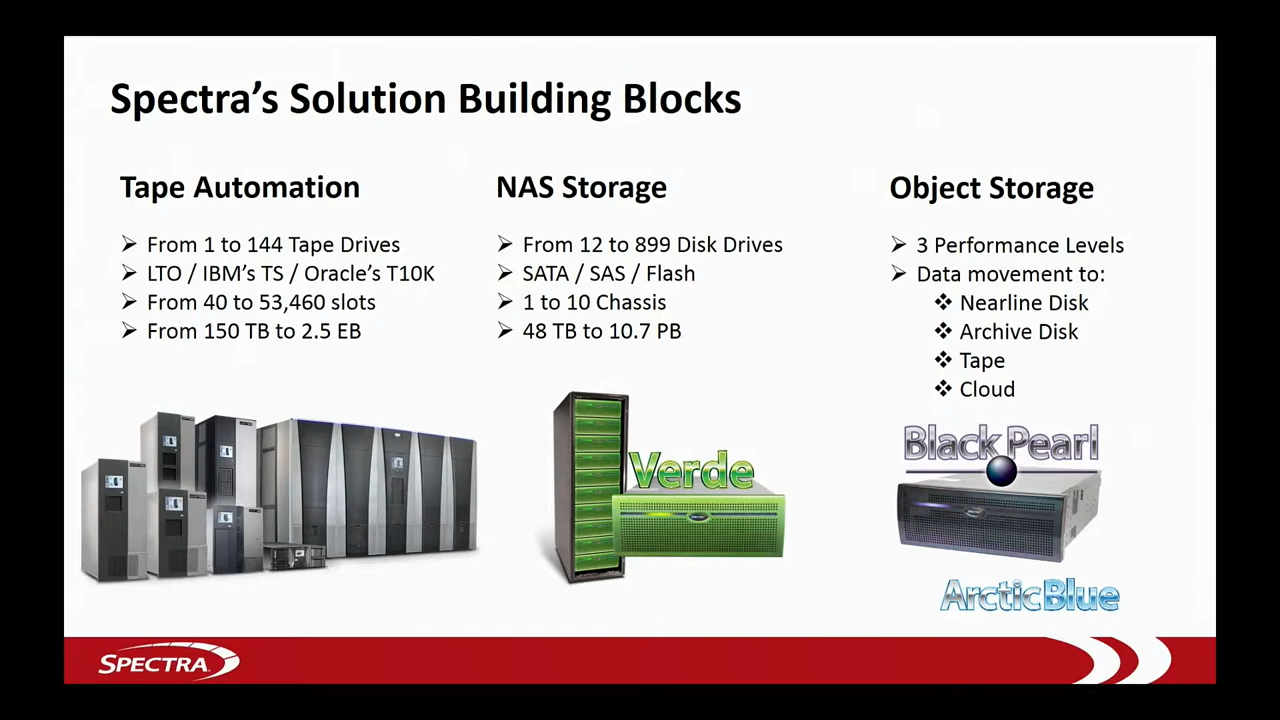 Spectra's Solution Building Blocks
Tape Automation
➢ From 1 to 144 Tape Drives
➢ LTO / IBM's TS / Oracle's T10K
➢ From 40 to 53,460 slots
➢ From 150 TB to 2.5 EB
NAS Storage
➢ From 12 to 899 Disk Drives
➢ SATA / SAS / Flash
➢ 1 to 10 Chassis
➢ 48 TB to 10.7 PB
Verde
Object Storage
➢ 3 Performance Levels
➢ Data movement to:
❖ Nearline Disk
❖ Archive Disk
❖ Tape
❖ Cloud
Black Pearl
ArcticBlue
SPECTRA